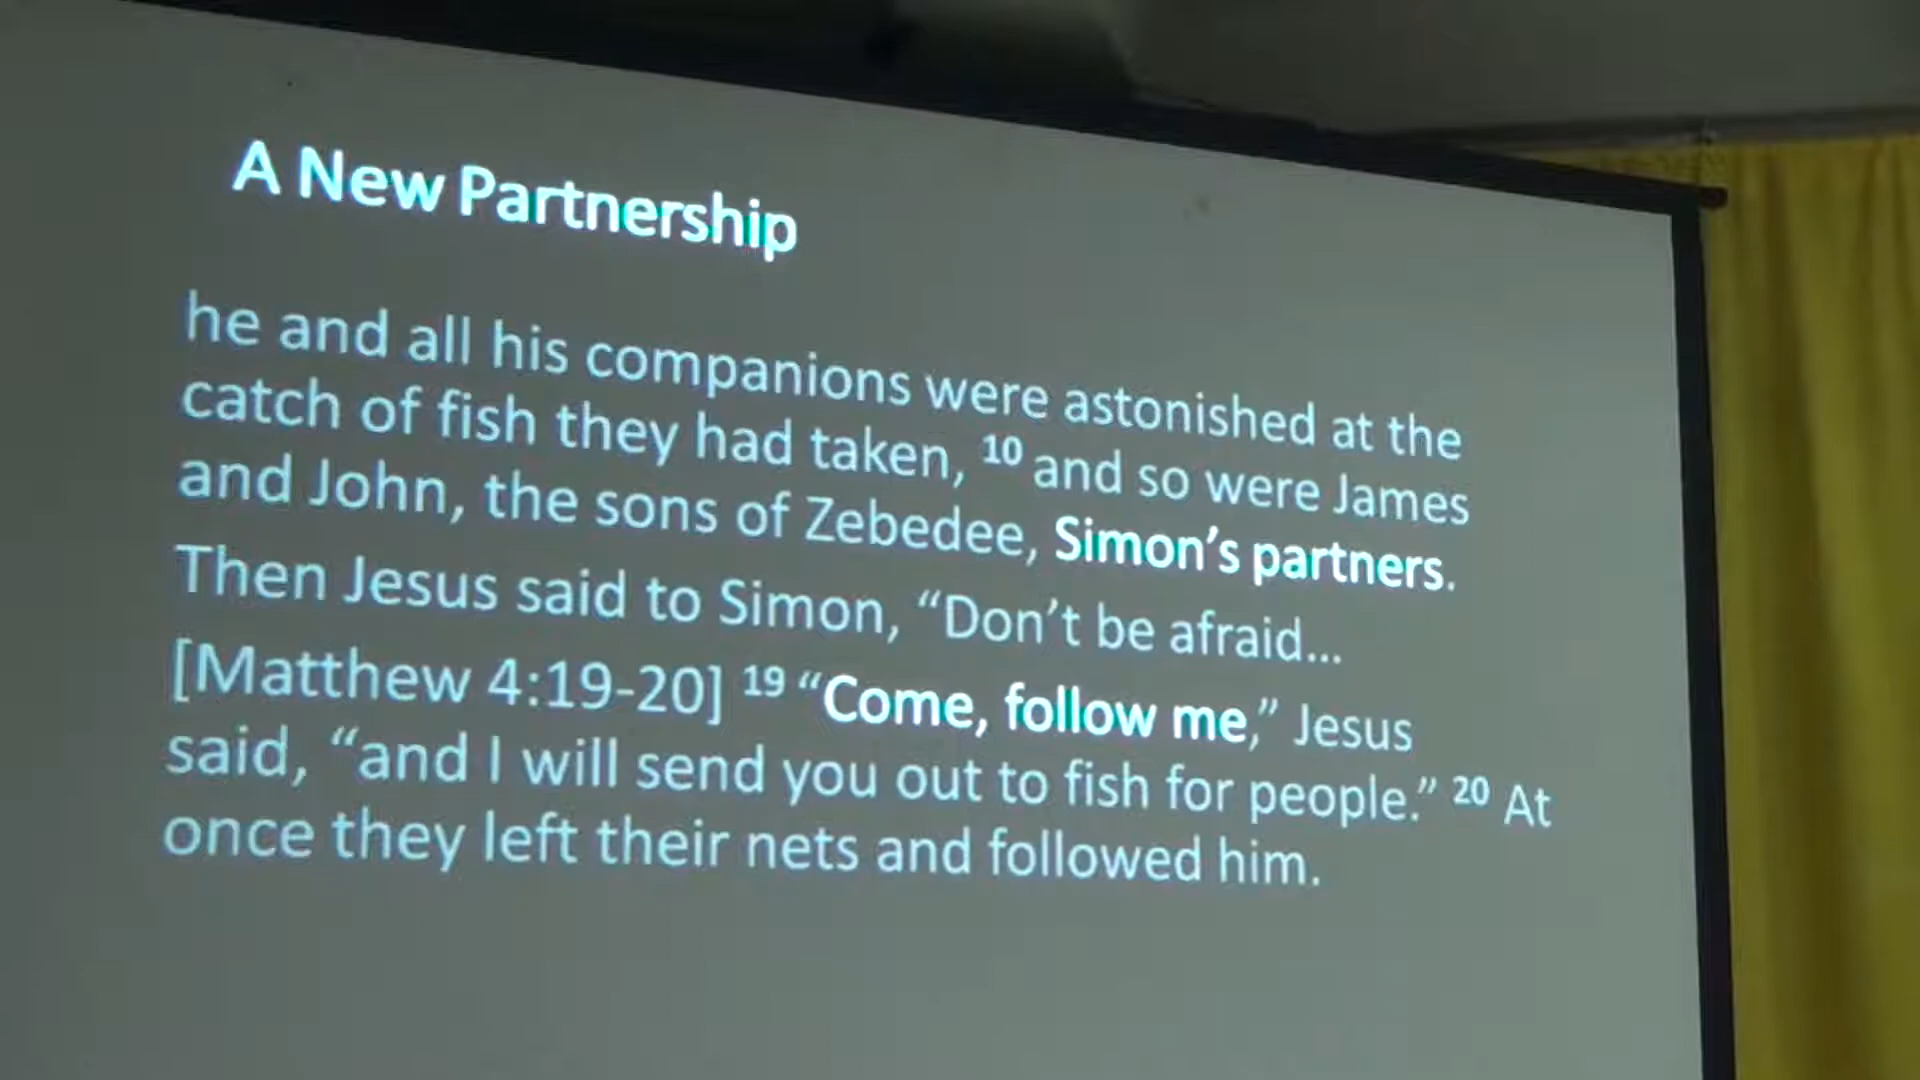 A New Partnership
he and all his companions were astonished at the
catch of fish they had taken, 10 and so were James
and John, the sons of Zebedee, Simon’s partners.
Then Jesus said to Simon, “Don’t be afraid...
[Matthew 4:19-20] 19 “Come, follow me,” Jesus
said, “and I will send you out to fish for people.” 20 At
once they left their nets and followed him.